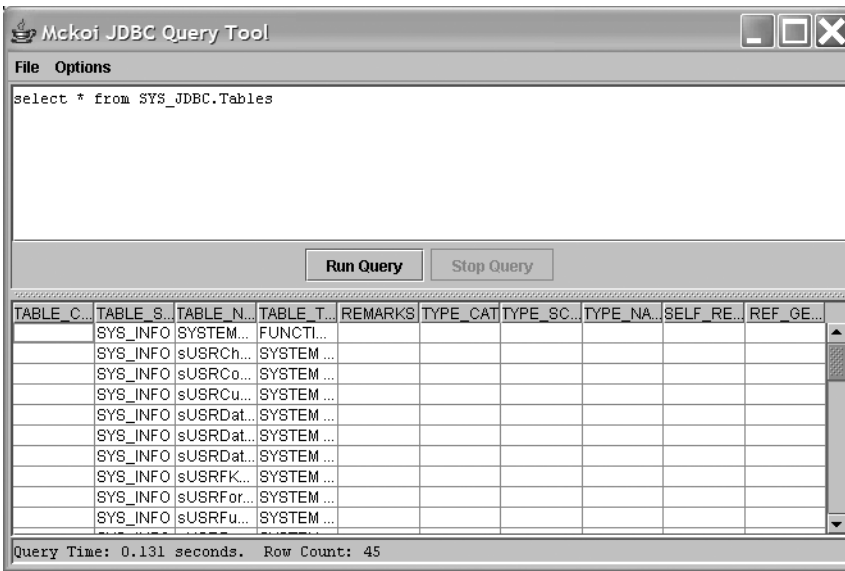 Mckoi JDBC Query Tool
File Options
select * from SYS_JDBC.Tables
Run Query Stop Query
TABLE_C... TABLE_S... TABLE_N... TABLE_T... REMARKS TYPE_CAT TYPE_SC... TYPE_NA... SELF_RE... REF_GE...
SYS_INFO SYSTEM... FUNCTI...
SYS_INFO sUSRCh... SYSTEM ...
SYS_INFO sUSRCo... SYSTEM ...
SYS_INFO sUSRCu... SYSTEM ...
SYS_INFO sUSRDat... SYSTEM ...
SYS_INFO sUSRDat... SYSTEM ...
SYS_INFO sUSRDat... SYSTEM ...
SYS_INFO sUSRFK... SYSTEM ...
SYS_INFO sUSRFor... SYSTEM ...
SYS_INFO sUSRFu... SYSTEM ...
Query Time: 0.131 seconds. Row Count: 45